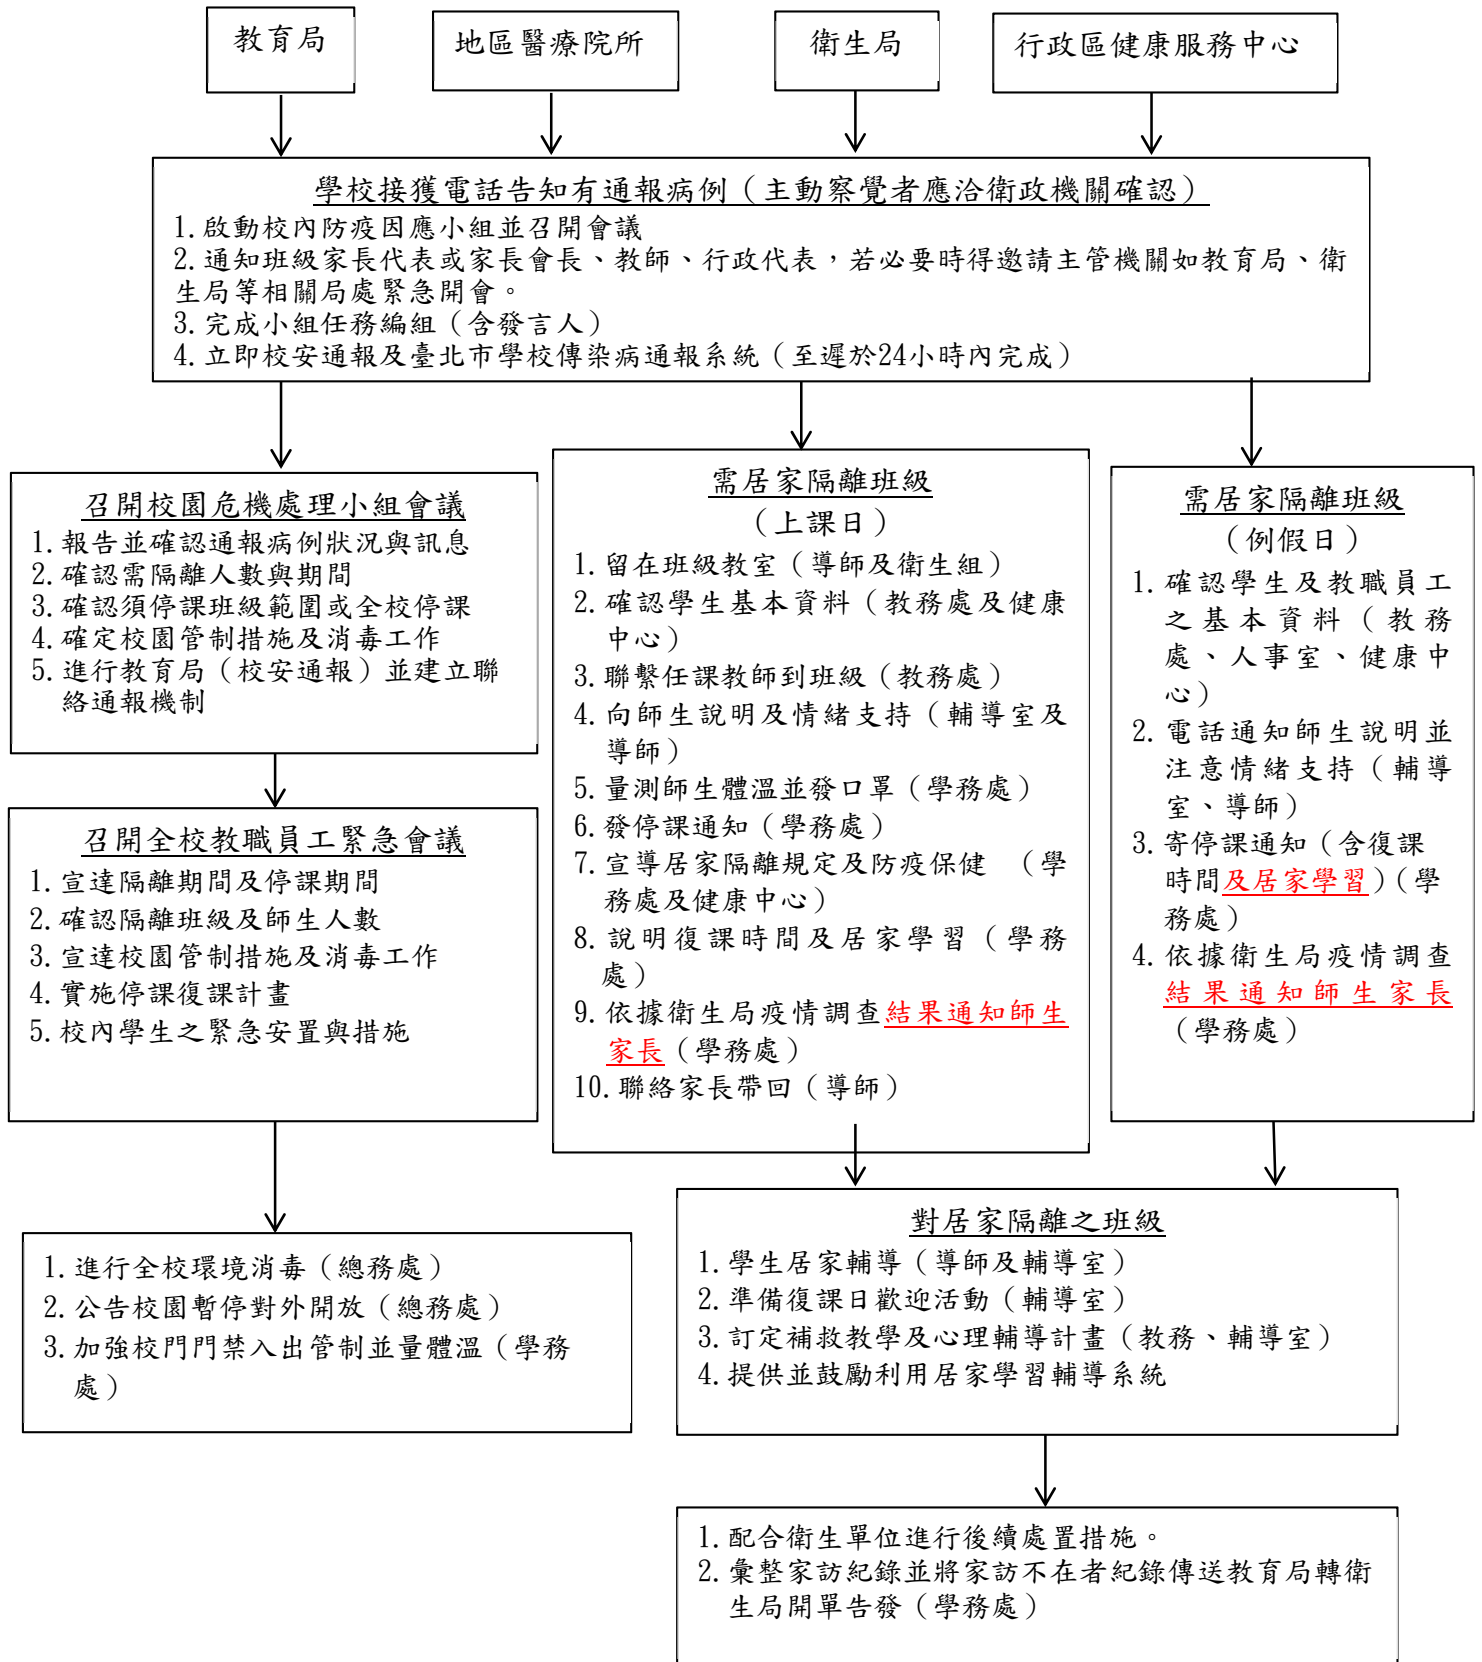 教育局
地區醫療院所
衛生局
行政區健康服務中心
學校接獲電話告知有通報病例（主動察覺者應洽衛政機關確認）
1.啟動校內防疫因應小組並召開會議
2.通知班級家長代表或家長會長、教師、行政代表，若必要時得邀請主管機關如教育局、衛
生局等相關局處緊急開會。
3.完成小組任務編組（含發言人）
4.立即校安通報及臺北市學校傳染病通報系統（至遲於24小時內完成）
召開校園危機處理小組會議
1.報告並確認通報病例狀況與訊息
2.確認需隔離人數與期間
3.確認須停課班級範圍或全校停課
4.確定校園管制措施及消毒工作
5.進行教育局（校安通報）並建立聯
絡通報機制
需居家隔離班級
（上課日）
1.留在班級教室（導師及衛生組）
2.確認學生基本資料（教務處及健康
中心）
3.聯繫任課教師到班級（教務處）
4.向師生說明及情緒支持（輔導室及
導師）
5.量測師生體溫並發口罩（學務處）
6.發停課通知（學務處）
7.宣導居家隔離規定及防疫保健 （學
務處及健康中心）
8.說明復課時間及居家學習（學務
處）
9.依據衛生局疫情調查結果通知師生
家長（學務處）
10.聯絡家長帶回（導師）
需居家隔離班級
（例假日）
1.確認學生及教職員工
之基本資料（教務
處、人事室、健康中
心）
2.電話通知師生說明並
注意情緒支持（輔導
室、導師）
3.寄停課通知（含復課
時間及居家學習）（學
務處）
4.依據衛生局疫情調查
結果通知師生家長
（學務處）
召開全校教職員工緊急會議
1.宣達隔離期間及停課期間
2.確認隔離班級及師生人數
3.宣達校園管制措施及消毒工作
4.實施停課復課計畫
5.校內學生之緊急安置與措施
1.進行全校環境消毒（總務處）
2.公告校園暫停對外開放（總務處）
3.加強校門門禁入出管制並量體溫（學務
處）
對居家隔離之班級
1.學生居家輔導（導師及輔導室）
2.準備復課日歡迎活動（輔導室）
3.訂定補救教學及心理輔導計畫（教務、輔導室）
4.提供並鼓勵利用居家學習輔導系統
1.配合衛生單位進行後續處置措施。
2.彙整家訪紀錄並將家訪不在者紀錄傳送教育局轉衛
生局開單告發（學務處）